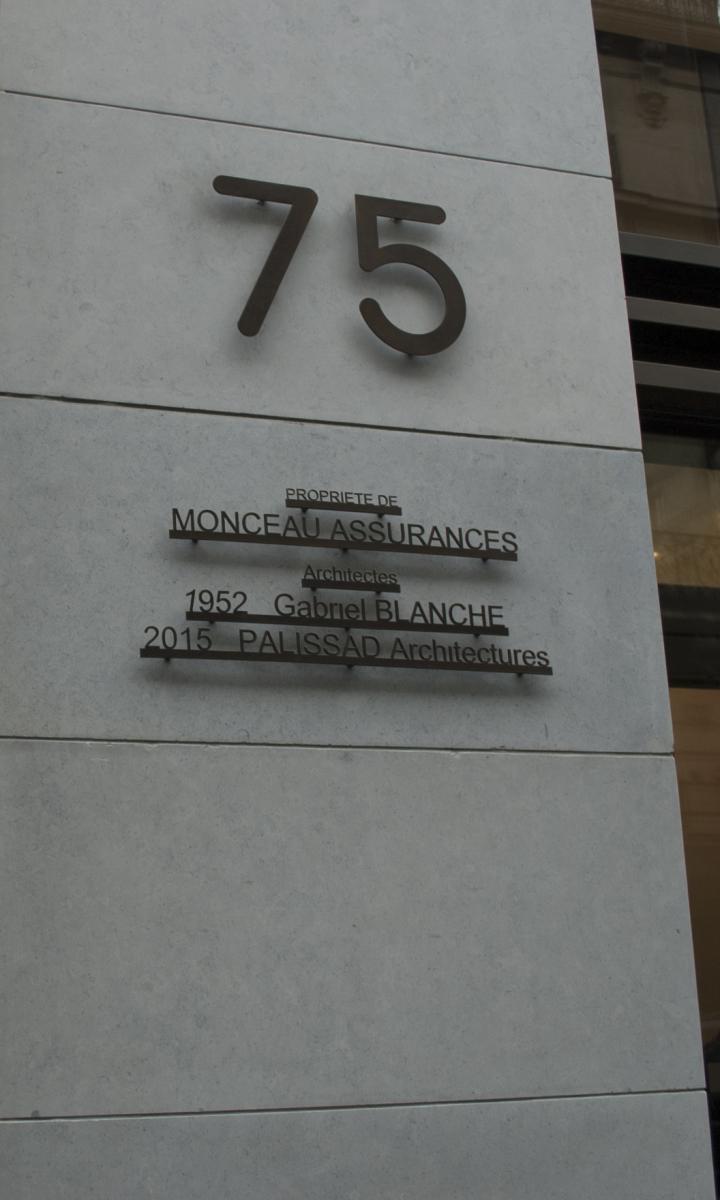 75
PROPRIETE DE
MONCEAU ASSURANCES
Architectes
1952 Gabriel BLANCHE
2015 PALISSAD Architectures